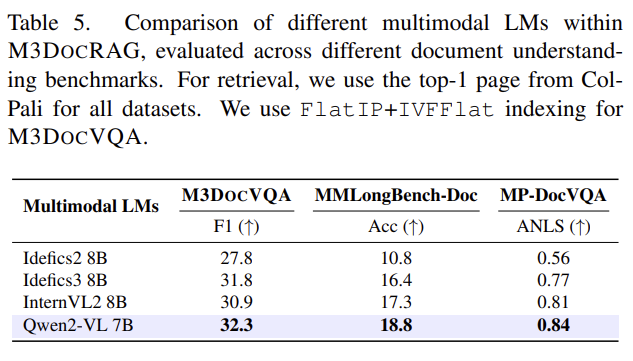 Table 5. Comparison of different multimodal LMs within
M3DOCRAG, evaluated across different document understand-
ing benchmarks. For retrieval, we use the top-1 page from Col-
Pali for all datasets. We use FlatIP+IVFFlat indexing for
M3DOCVQA.
Multimodal LMs M3DOCVQA MMLongBench-Doc MP-DocVQA
F1 (↑) Acc (↑) ANLS (↑)
Idefics2 8B 27.8 10.8 0.56
Idefics3 8B 31.8 16.4 0.77
InternVL2 8B 30.9 17.3 0.81
Qwen2-VL 7B 32.3 18.8 0.84